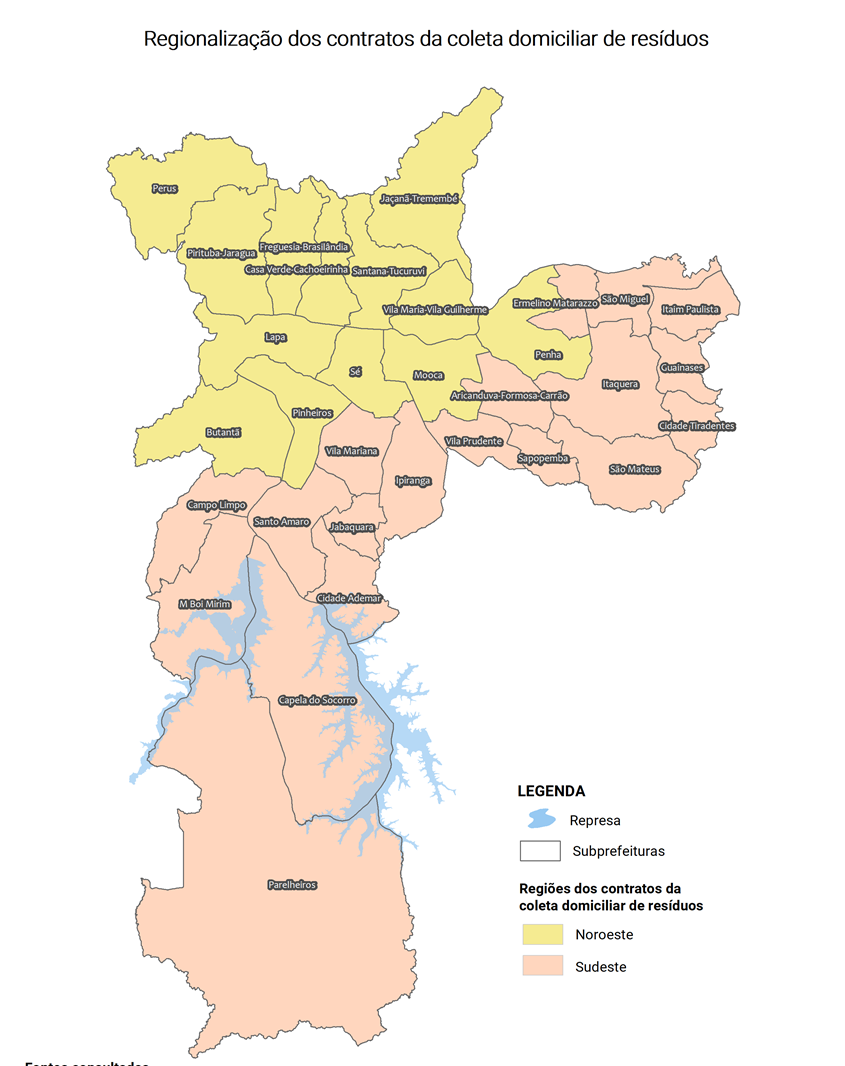 Regionalização dos contratos da coleta domiciliar de resíduos
Perus
Jaçanã-Tremembé
Freguesia-Brasilândia
Pirituba-Jaragua
Casa Verde-Cachoeirinha
Santana-Tucuruvi
Vila Maria-Vila Guilherme
Ermelino Matarazzo
São Miguel
Itaim Paulista
Lapa
Penha
Sé
Mooca
Guaianases
Itaquera
Aricanduva-Formosa-Carrão
Pinheiros
Butantã
Cidade Tiradentes
Vila Mariana
Vila Prudente
Sapopemba
São Mateus
Ipiranga
Campo Limpo
Santo Amaro
Jabaquara
M Boi Mirim
Cidade Ademar
Capela do Socorro
Parelheiros
LEGENDA
Represa
Subprefeituras
Regiões dos contratos da
coleta domiciliar de resíduos
Noroeste
Sudeste
Fontes consultadas